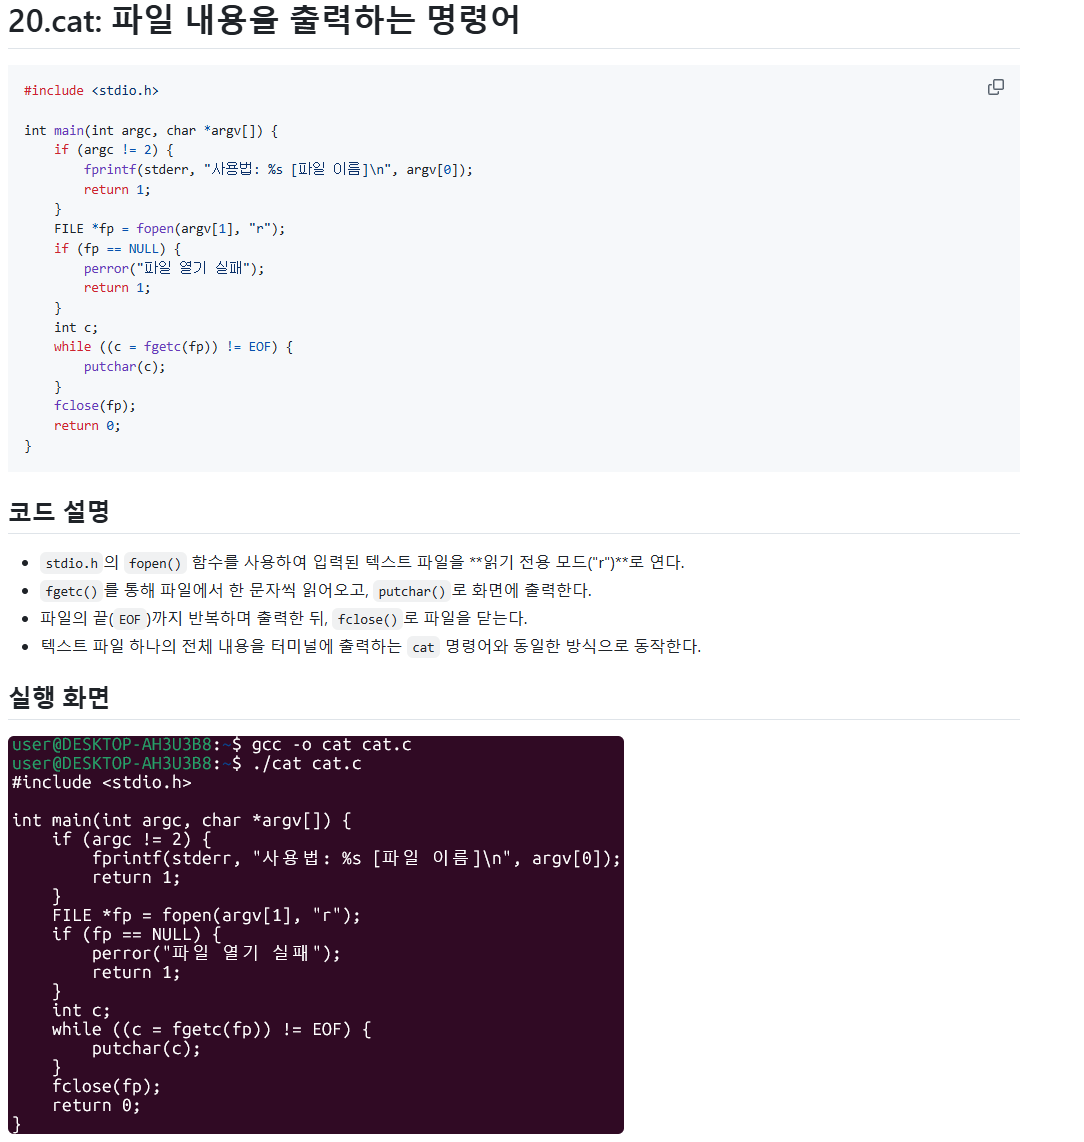 20.cat: 파일 내용을 출력하는 명령어
#include <stdio.h>
int main(int argc, char *argv[]) {
    if (argc != 2) {
        fprintf(stderr, "사용법: %s [파일 이름]\n", argv[0]);
        return 1;
    }
    FILE *fp = fopen(argv[1], "r");
    if (fp == NULL) {
        perror("파일 열기 실패");
        return 1;
    }
    int c;
    while ((c = fgetc(fp)) != EOF) {
        putchar(c);
    }
    fclose(fp);
    return 0;
}
코드 설명
• stdio.h의 fopen() 함수를 사용하여 입력된 텍스트 파일을 **읽기 전용 모드("r")**로 연다.
• fgetc()를 통해 파일에서 한 문자씩 읽어오고, putchar()로 화면에 출력한다.
• 파일의 끝(EOF)까지 반복하며 출력한 뒤, fclose()로 파일을 닫는다.
• 텍스트 파일 하나의 전체 내용을 터미널에 출력하는 cat 명령어와 동일한 방식으로 동작한다.
실행 화면
user@DESKTOP-AH3U3B8:~$ gcc -o cat cat.c
user@DESKTOP-AH3U3B8:~$ ./cat cat.c
#include <stdio.h>
int main(int argc, char *argv[]) {
    if (argc != 2) {
        fprintf(stderr, "사용법: %s [파일 이름]\n", argv[0]);
        return 1;
    }
    FILE *fp = fopen(argv[1], "r");
    if (fp == NULL) {
        perror("파일 열기 실패");
        return 1;
    }
    int c;
    while ((c = fgetc(fp)) != EOF) {
        putchar(c);
    }
    fclose(fp);
    return 0;
}